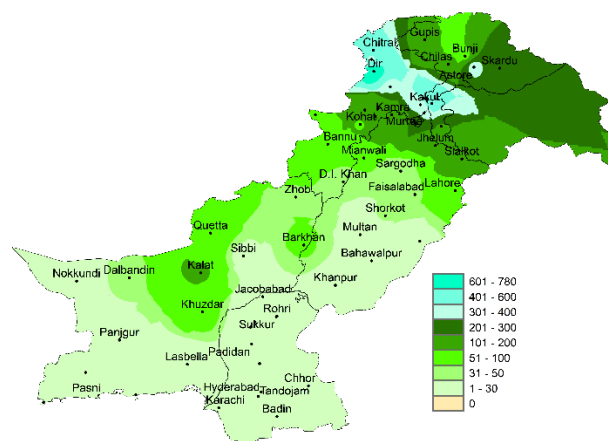 Gupis
Chitral
Bunji
Chilas
Skardu
Dir
Astore
Kakul
Kamra
Kohat
Murree
Bannu
Jhelum
Mianwali
Sialkot
Sargodha
D.I. Khan
Zhob
Faisalabad
Lahore
Shorkot
Quetta
Barkhan
Multan
Sibbi
Bahawalpur
Kalat
Nokkundi
Dalbandin
Khanpur
Jacobabad
Khuzdar
Rohri
Sukkur
Panjgur
Padidan
Lasbella
Pasni
Hyderabad
Chhor
Tandojam
Karachi
Badin
601 - 780
401 - 600
301 - 400
201 - 300
101 - 200
51 - 100
31 - 50
1 - 30
0